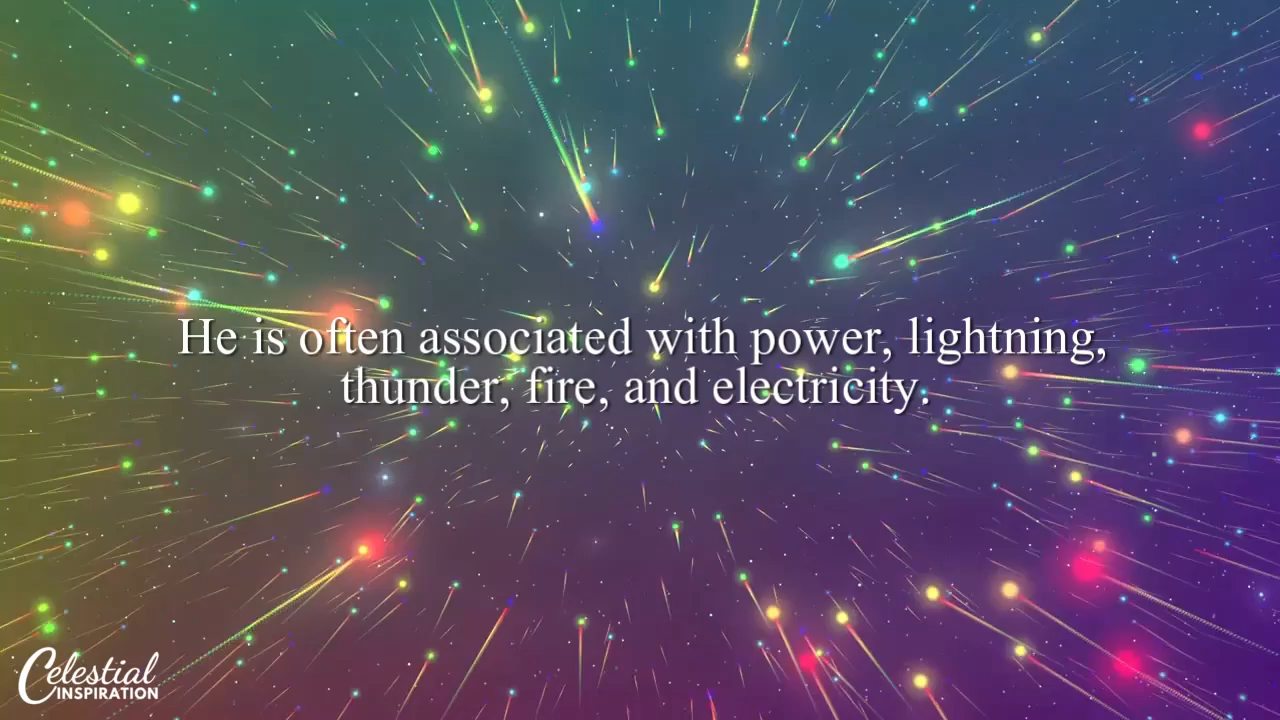 He is often associated with power, lightning,
thunder, fire, and electricity.
Celestial
INSPIRATION